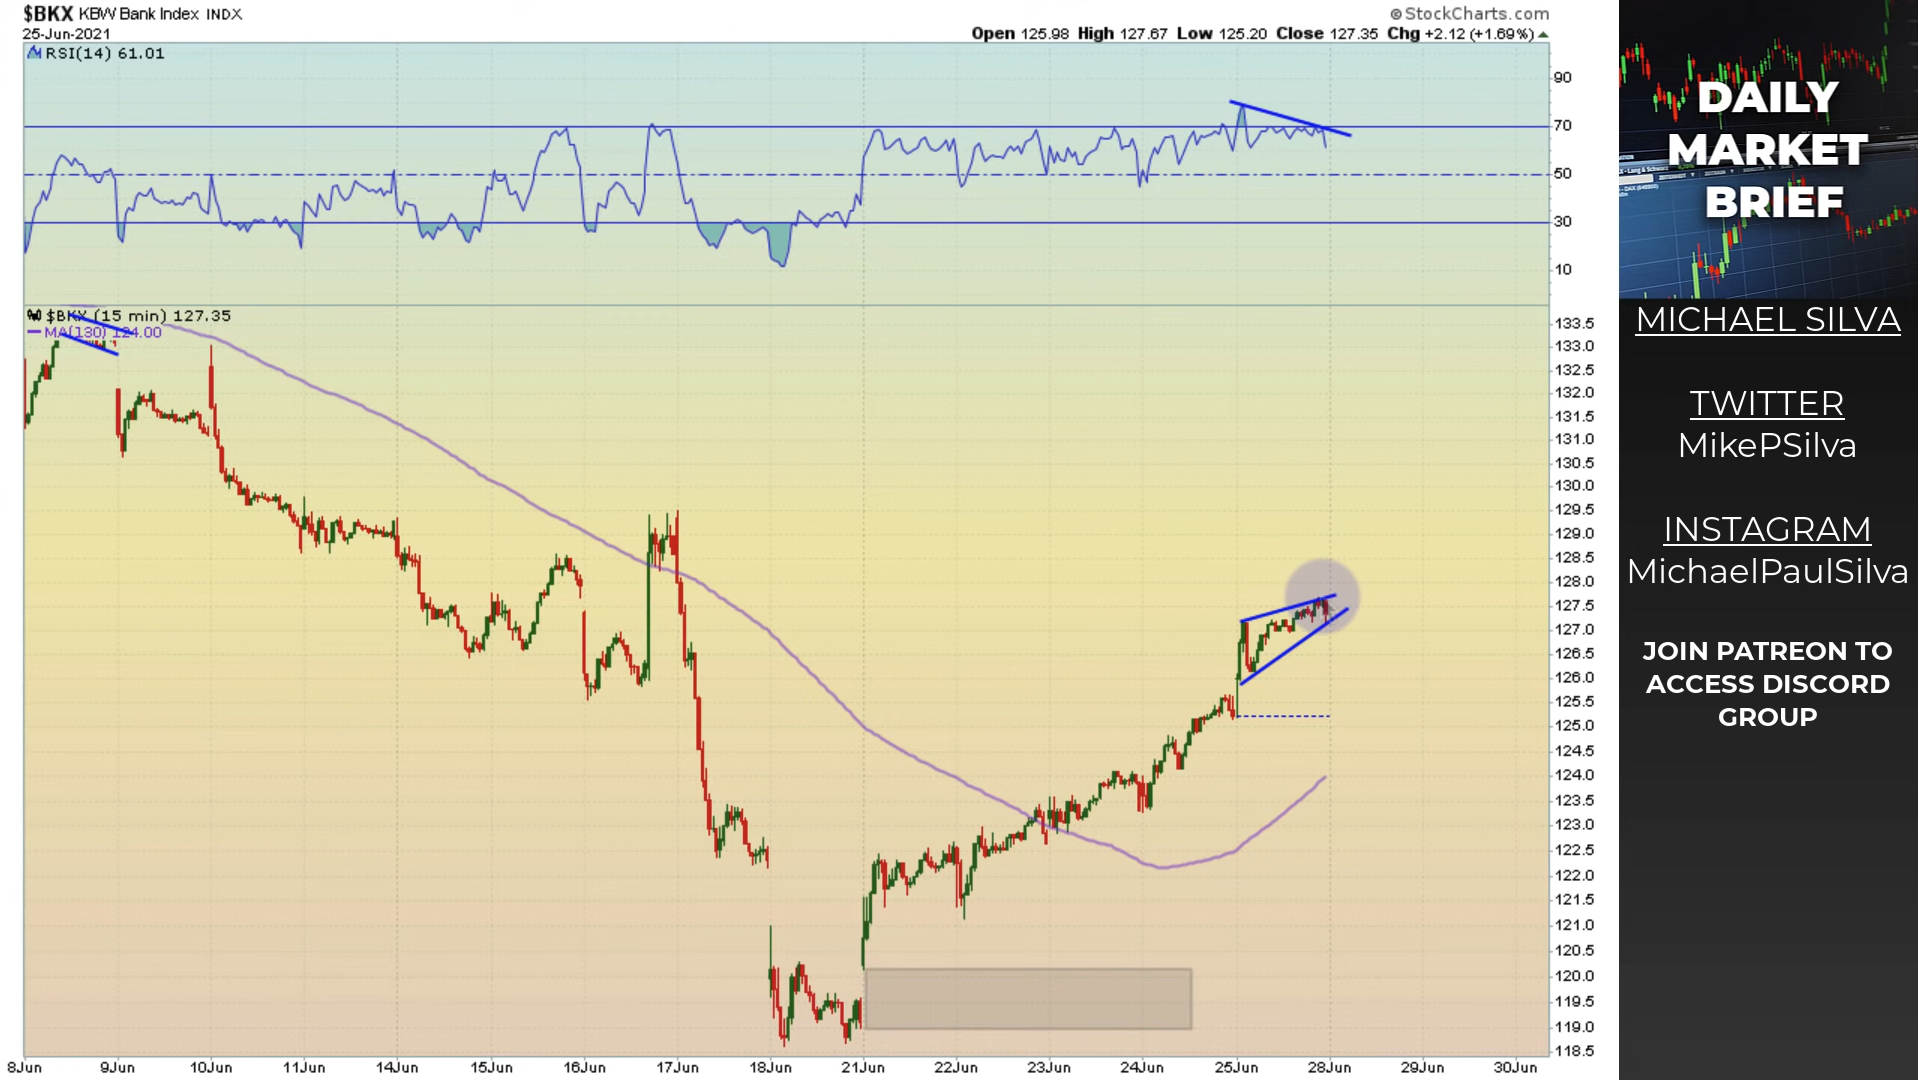 $BKX KBW Bank Index INDX
© StockCharts.com
25-Jun-2021
Open 125.98 High 127.67 Low 125.20 Close 127.35 Chg +2.12 (+1.69%)
RSI(14) 61.01
90
70
50
30
10
$BKX (15 min) 127.35
MA(130) 124.00
133.5
133.0
132.5
132.0
131.5
131.0
130.5
130.0
129.5
129.0
128.5
128.0
127.5
127.0
126.5
126.0
125.5
125.0
124.5
124.0
123.5
123.0
122.5
122.0
121.5
121.0
120.5
120.0
119.5
119.0
118.5
8Jun 9Jun 10Jun 11Jun 14Jun 15Jun 16Jun 17Jun 18Jun 21Jun 22Jun 23Jun 24Jun 25Jun 28Jun 29Jun 30Jun
DAILY
MARKET
BRIEF
MICHAEL SILVA
TWITTER
MikePSilva
INSTAGRAM
MichaelPaulSilva
JOIN PATREON TO
ACCESS DISCORD
GROUP